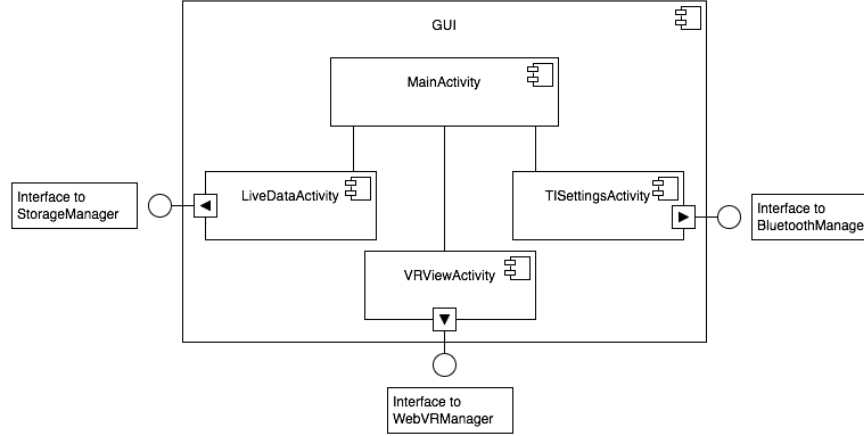 GUI
MainActivity
LiveDataActivity
TISettingsActivity
Interface to
StorageManager
Interface to
BluetoothManage
VRViewActivity
Interface to
WebVRManager